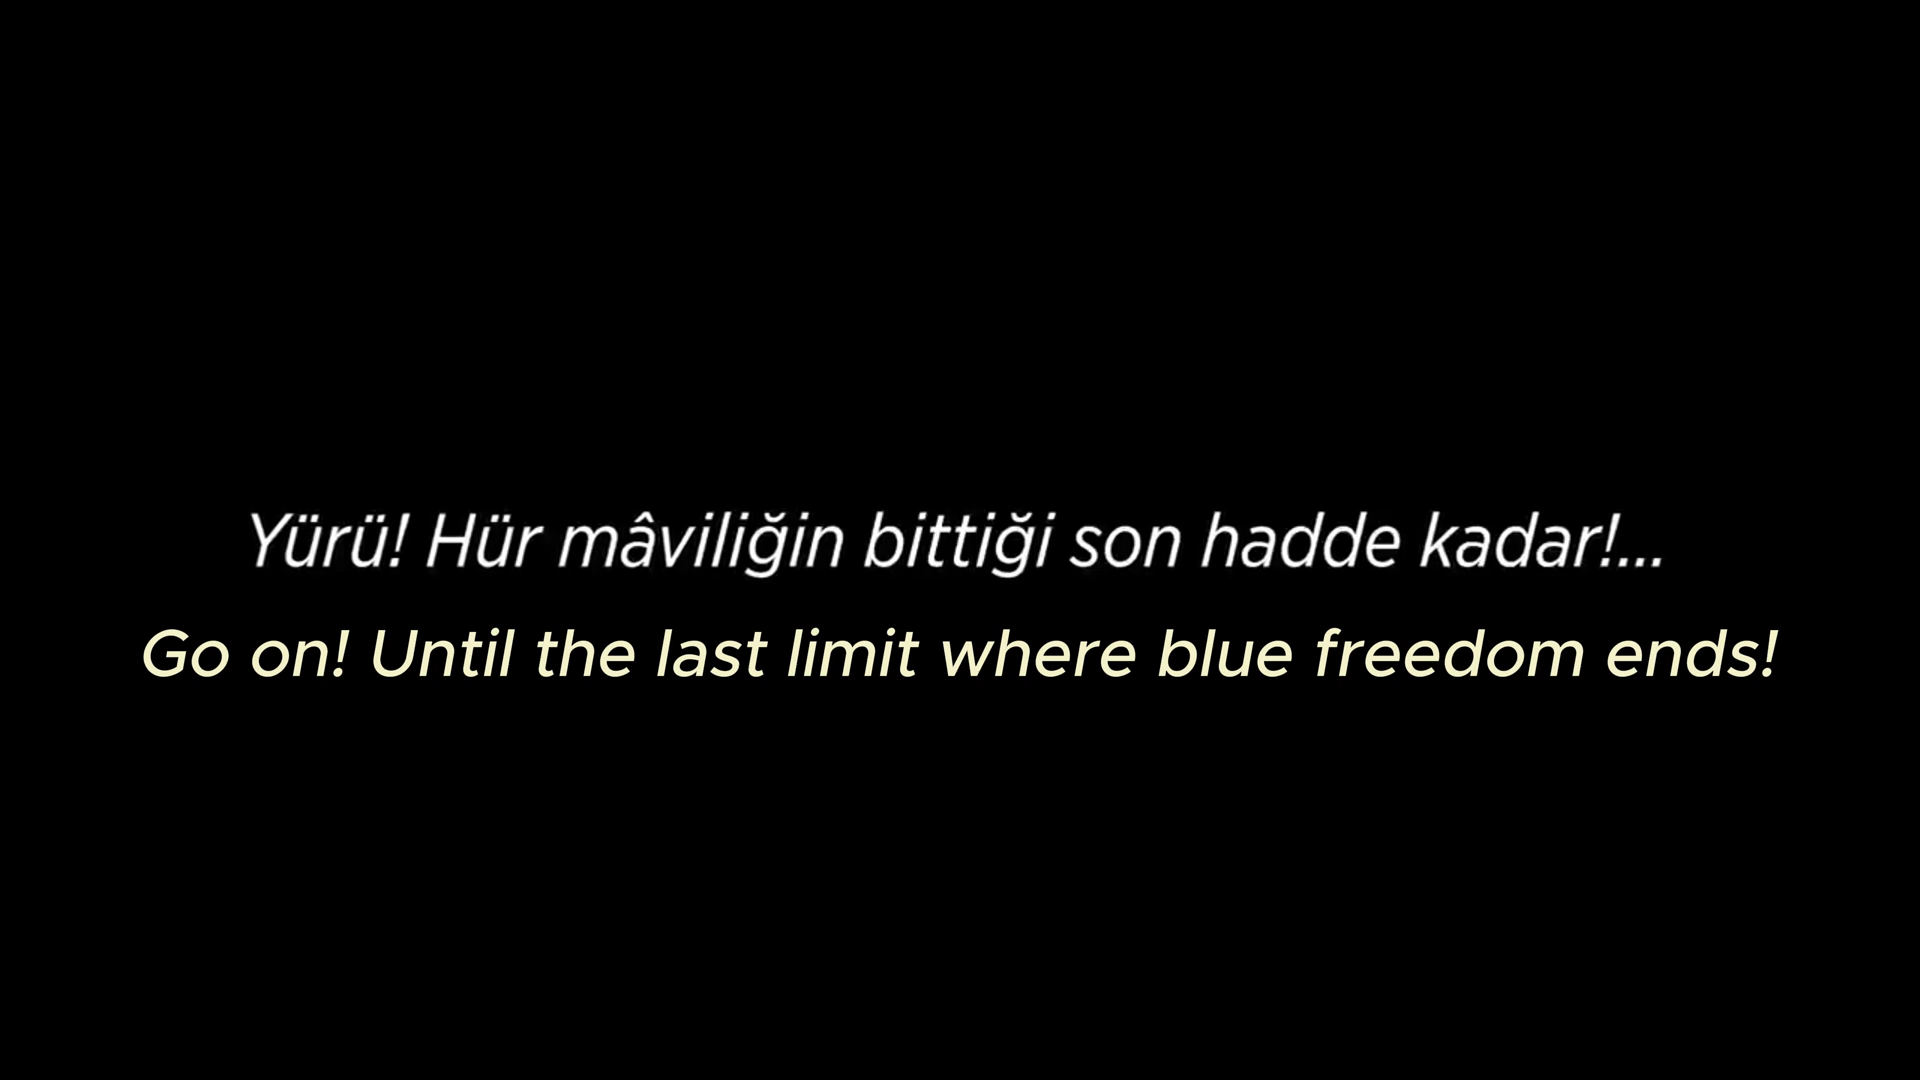 Yürü! Hür mâviliğin bittiği son hadde kadar!...
Go on! Until the last limit where blue freedom ends!